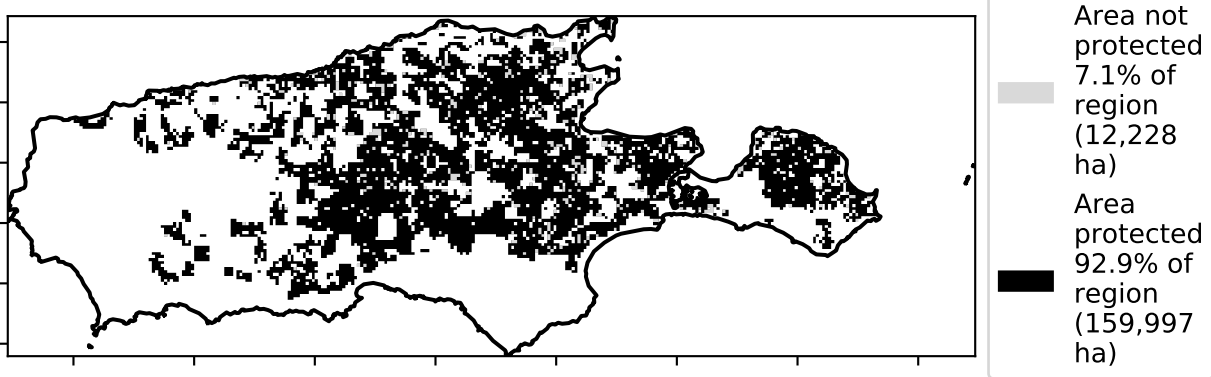 Area not
protected
7.1% of
region
(12,228
ha)
Area
protected
92.9% of
region
(159,997
ha)